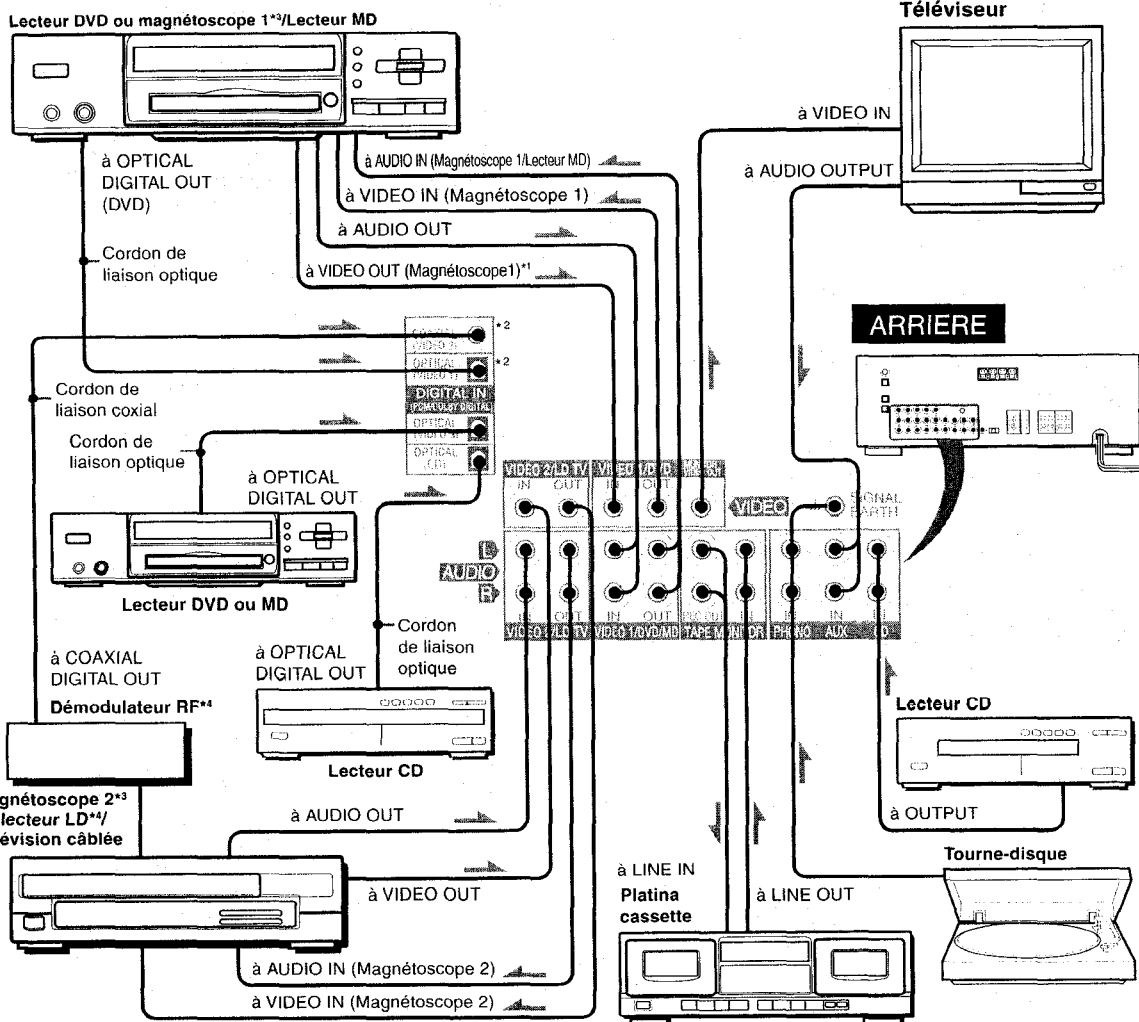 Lecteur DVD ou magnétoscope 1*³/Lecteur MD
Téléviseur
à VIDEO IN
à AUDIO OUTPUT
à OPTICAL
DIGITAL OUT
(DVD)
à AUDIO IN (Magnétoscope 1/Lecteur MD)
à VIDEO IN (Magnétoscope 1)
à AUDIO OUT
à VIDEO OUT (Magnétoscope1)*¹
Cordon de
liaison optique
ARRIERE
COAXIAL
*2
OPTICAL
(VIDEO 1)
*2
DIGITAL IN
OPTICAL
OPTICAL
(CD)
Cordon de
liaison coxial
Cordon de
liaison optique
à OPTICAL
DIGITAL OUT
Lecteur DVD ou MD
VIDEO 2/LD TV
IN
OUT
IN
OUT
VIDEO
SIGNAL
EARTH
L
AUDIO
R
IN
OUT
IN
OUT
IN
IN
IN
VIDEO 1/DVD/MD
TAPE MONITOR
PHONO
AUX
CD
Cordon
de liaison
optique
à COAXIAL
DIGITAL OUT
à OPTICAL
DIGITAL OUT
Démodulateur RF*⁴
Lecteur CD
Lecteur CD
à OUTPUT
gnétoscope 2*³
lecteur LD*⁴/
évision câblée
à AUDIO OUT
à VIDEO OUT
à LINE IN
Platina
cassette
à LINE OUT
Tourne-disque
à AUDIO IN (Magnétoscope 2)
à VIDEO IN (Magnétoscope 2)